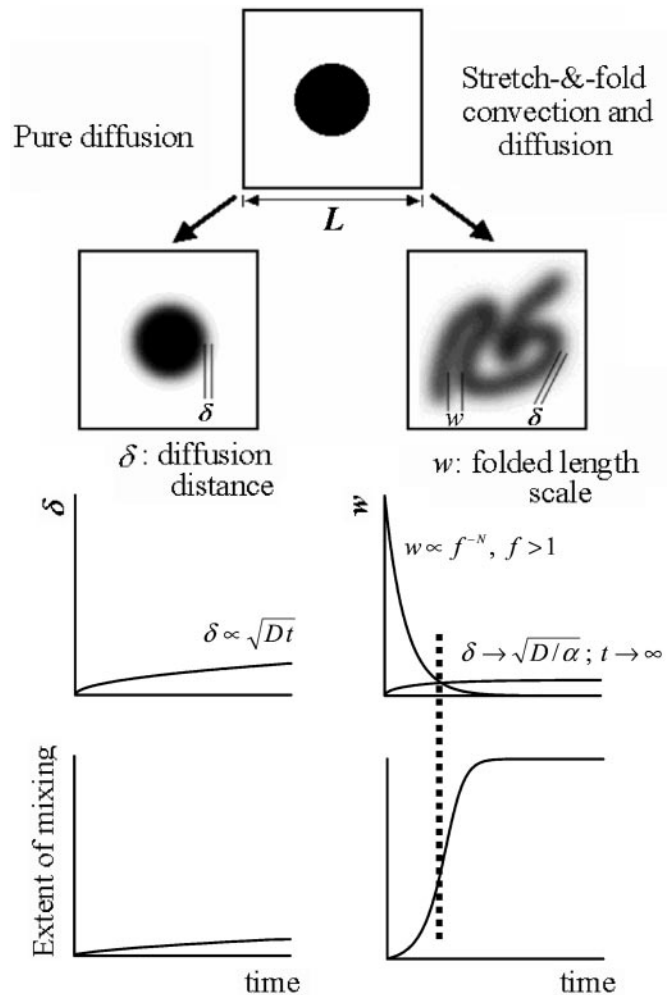 Pure diffusion
Stretch-&-fold
convection and
diffusion
L
δ
w
δ
δ: diffusion
distance
w: folded length
scale
δ
w
w ∝ f^{-N}, f > 1
δ ∝ √Dt
δ → √D/α ; t → ∞
Extent of mixing
time
time